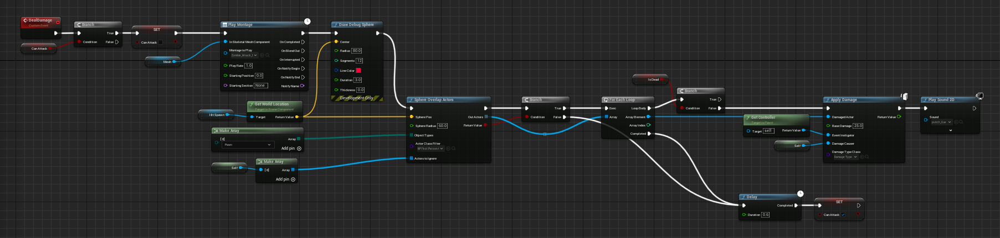 DealDamage
Custom Event
Can Attack
Branch
True
Condition
False
SET
Can Attack
Mesh
Play Montage
In Skeletal Mesh Component
On Completed
Montage to Play
On Blend Out
On Interrupted
Play Rate 1.0
On Notify Begin
Starting Position 0.0
On Notify End
Starting Section None
Notify Name
Draw Debug Sphere
Center
Radius 80.0
Segments 12
Line Color
Duration 3.0
Thickness 0.0
Development Only
Hit Spawn
Get World Location
Target is Scene Component
Target
Return Value
Make Array
[0]
Array
Pawn
Add pin
Self
Make Array
[0]
Array
Add pin
Sphere Overlap Actors
Sphere Pos
Out Actors
Sphere Radius 60.0
Return Value
Object Types
Actor Class Filter
Actors to Ignore
Branch
True
Condition
False
For Each Loop
Exec
Loop Body
Array
Array Element
Array Index
Completed
Is Dead
Branch
True
Condition
False
Get Controller
Target is Pawn
Target self
Return Value
Self
Apply Damage
Damaged Actor
Return Value
Base Damage 25.0
Event Instigator
Damage Causer
Damage Type Class
Damage Type
Play Sound 2D
Sound
punch_Cue
Delay
Completed
Duration 0.6
SET
Can Attack